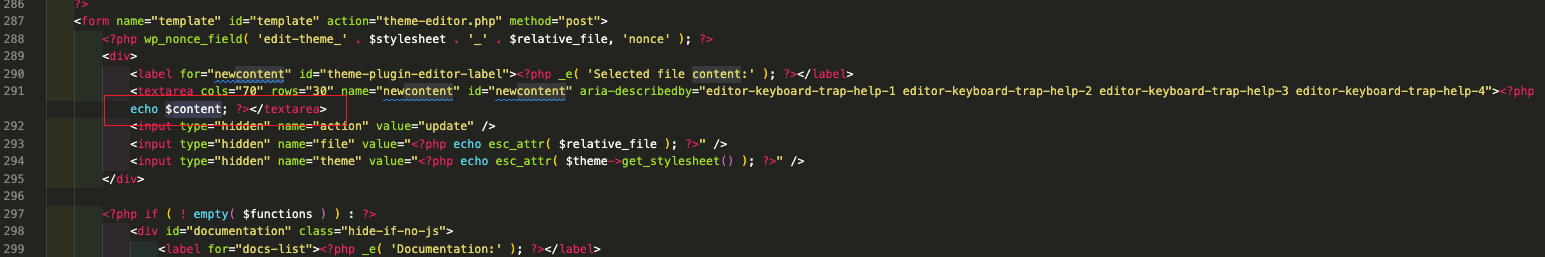 286 ?>
287 <form name="template" id="template" action="theme-editor.php" method="post">
288 <?php wp_nonce_field( 'edit-theme_' . $stylesheet . '_' . $relative_file, 'nonce' ); ?>
289 <div>
290 <label for="newcontent" id="theme-plugin-editor-label"><?php _e( 'Selected file content:' ); ?></label>
291 <textarea cols="70" rows="30" name="newcontent" id="newcontent" aria-describedby="editor-keyboard-trap-help-1 editor-keyboard-trap-help-2 editor-keyboard-trap-help-3 editor-keyboard-trap-help-4"><?php
echo $content; ?></textarea>
292 <input type="hidden" name="action" value="update" />
293 <input type="hidden" name="file" value="<?php echo esc_attr( $relative_file ); ?>" />
294 <input type="hidden" name="theme" value="<?php echo esc_attr( $theme->get_stylesheet() ); ?>" />
295 </div>
296
297 <?php if ( ! empty( $functions ) ) : ?>
298 <div id="documentation" class="hide-if-no-js">
299 <label for="docs-list"><?php _e( 'Documentation:' ); ?></label>